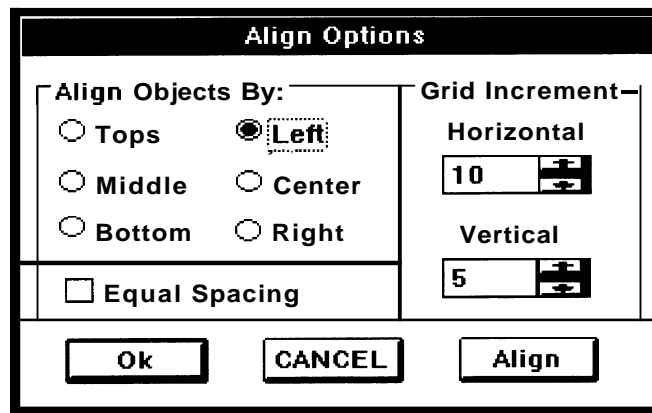 Align Options
Align Objects By:
Tops
Left
Middle
Center
Bottom
Right
Equal Spacing
Grid Increment
Horizontal
10
Vertical
5
Ok
CANCEL
Align